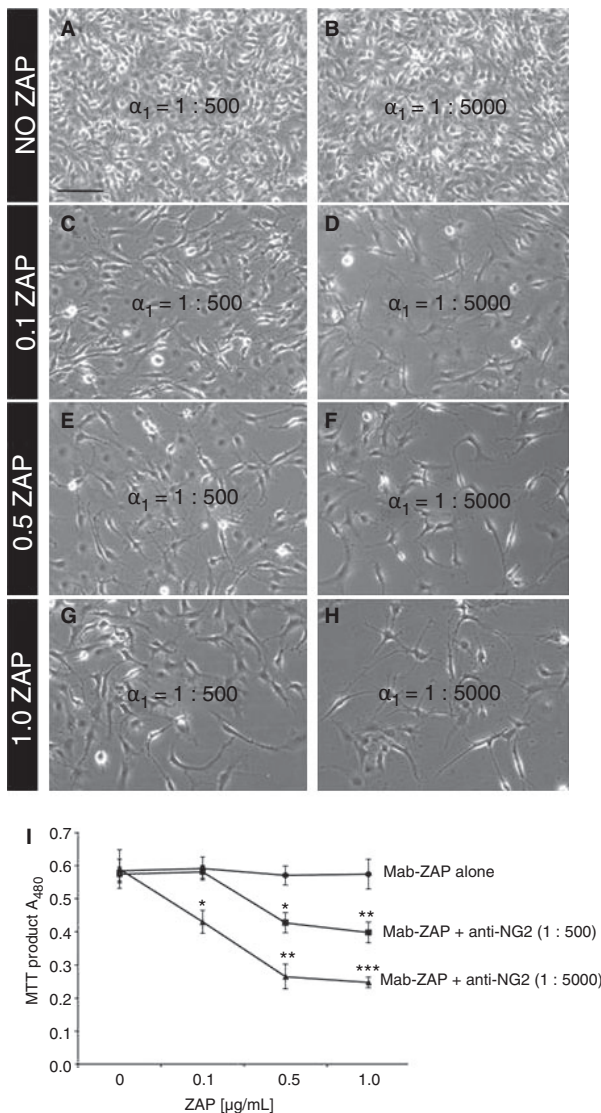 A
B
NO ZAP
α1 = 1 : 500
α1 = 1 : 5000
C
D
0.1 ZAP
α1 = 1 : 500
α1 = 1 : 5000
E
F
0.5 ZAP
α1 = 1 : 500
α1 = 1 : 5000
G
H
1.0 ZAP
α1 = 1 : 500
α1 = 1 : 5000
I
MTT product A480
0.7
0.6
0.5
0.4
0.3
0.2
0.1
0.0
Mab-ZAP alone
* * **
Mab-ZAP + anti-NG2 (1 : 500)
** ***
Mab-ZAP + anti-NG2 (1 : 5000)
0 0.1 0.5 1.0
ZAP [μg/mL]